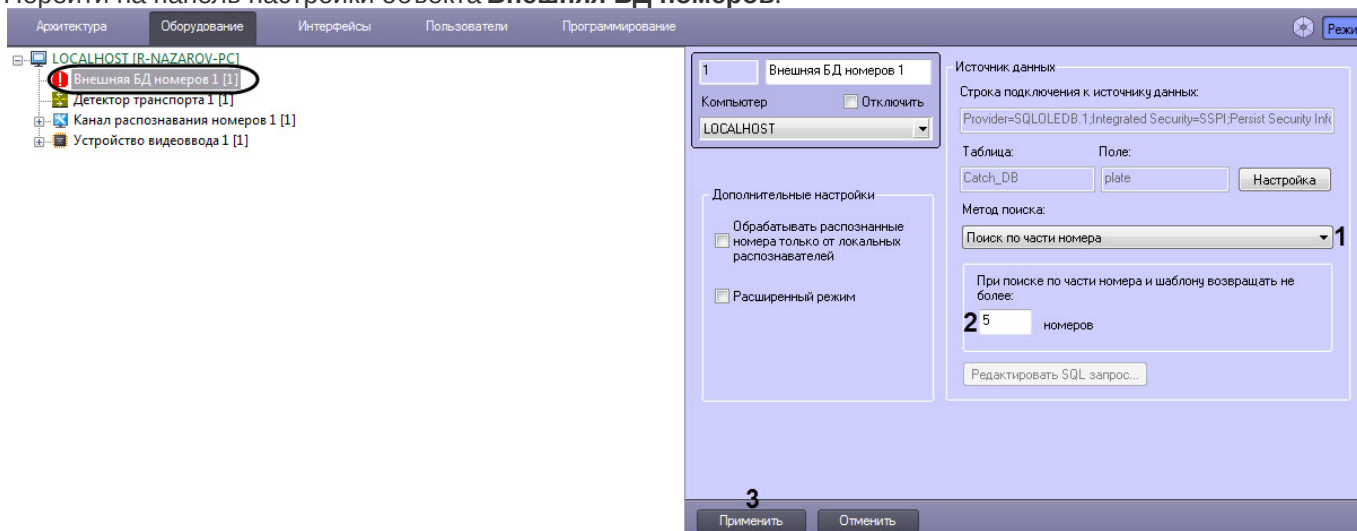 Перейти на панель настройки объекта Внешняя БД номеров.
Архитектура Оборудование Интерфейсы Пользователи Программирование Режи
LOCALHOST [R-NAZAROV-PC]
Внешняя БД номеров 1 [1]
Детектор транспорта 1 [1]
Канал распознавания номеров 1 [1]
Устройство видеоввода 1 [1]
1 Внешняя БД номеров 1
Компьютер Отключить
LOCALHOST
Дополнительные настройки
Обрабатывать распознанные
номера только от локальных
распознавателей
Расширенный режим
Источник данных
Строка подключения к источнику данных:
Provider=SQLOLEDB.1;Integrated Security=SSPI;Persist Security Info
Таблица: Поле:
Catch_DB plate Настройка
Метод поиска:
Поиск по части номера 1
При поиске по части номера и шаблону возвращать не
более:
2 5 номеров
Редактировать SQL запрос...
3
Применить Отменить